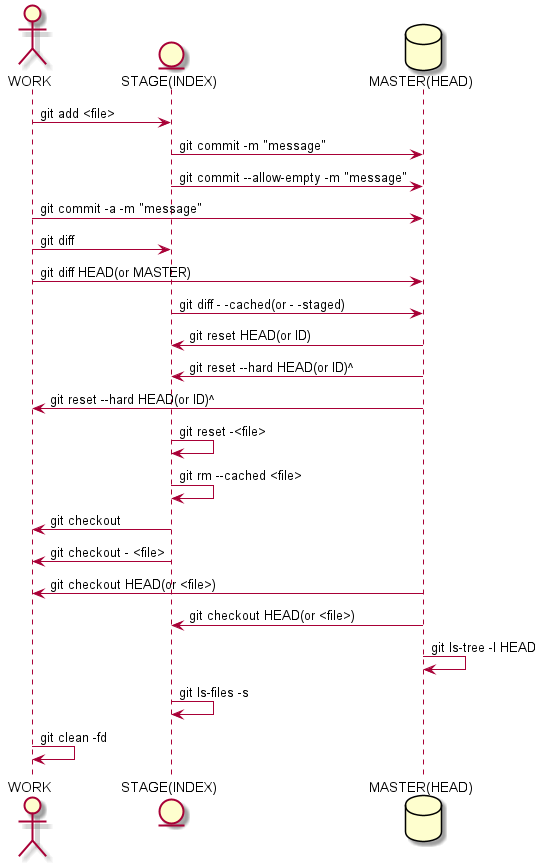 WORK
STAGE(INDEX)
MASTER(HEAD)
git add <file>
git commit -m "message"
git commit --allow-empty -m "message"
git commit -a -m "message"
git diff
git diff HEAD(or MASTER)
git diff - -cached(or - -staged)
git reset HEAD(or ID)
git reset --hard HEAD(or ID)^
git reset --hard HEAD(or ID)^
git reset -<file>
git rm --cached <file>
git checkout
git checkout - <file>
git checkout HEAD(or <file>)
git checkout HEAD(or <file>)
git ls-tree -l HEAD
git ls-files -s
git clean -fd
WORK
STAGE(INDEX)
MASTER(HEAD)